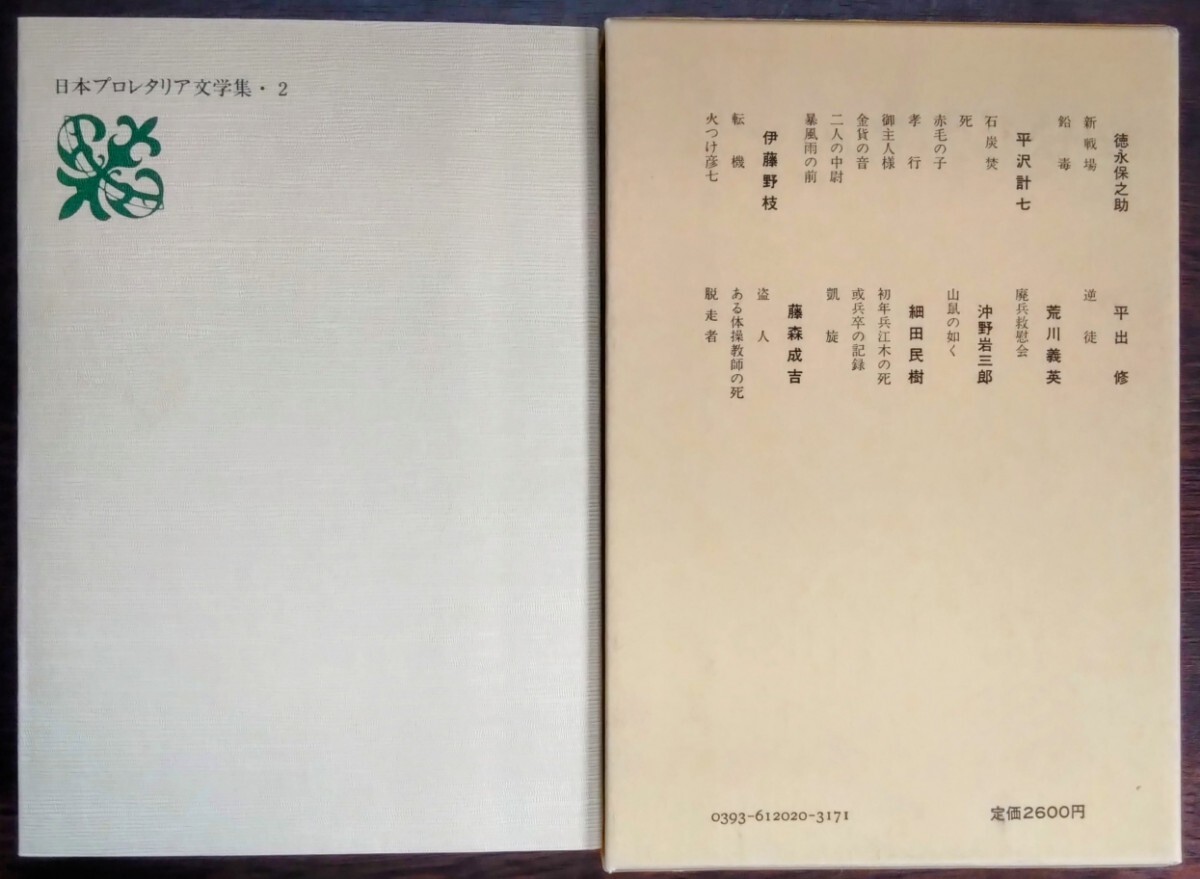 日本プロレタリア文学集・2
徳永保之助
新戦場
鉛毒
平沢計七
石炭焚
死
赤毛の子
孝行
御主人様
金貨の音
二人の中尉
暴風雨の前
伊藤野枝
転機
火つけ彦七
平出修
逆徒
荒川義英
廃兵救慰会
沖野岩三郎
山鼠の如く
細田民樹
初年兵江木の死
或兵卒の記録
凱旋
藤森成吉
盗人
ある体操教師の死
脱走者
0393-612020-3171
定価2600円